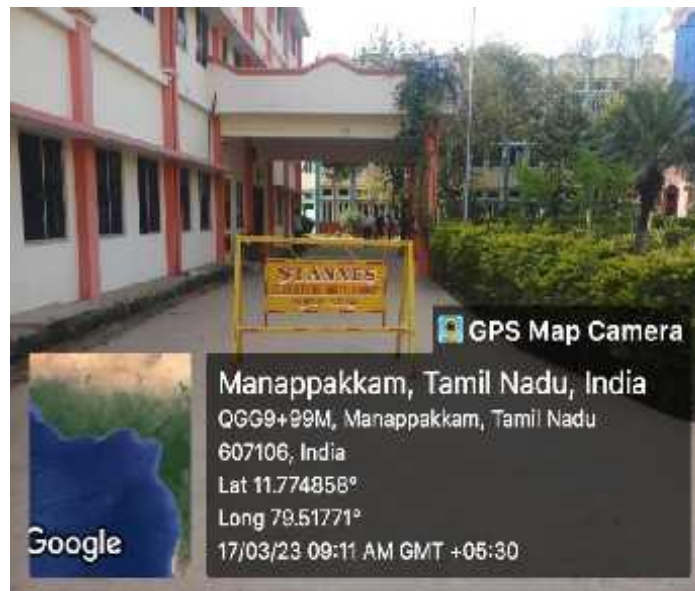 ST.ANNES
GPS Map Camera
Manappakkam, Tamil Nadu, India
QGG9+99M, Manappakkam, Tamil Nadu
607106, India
Lat 11.774858°
Long 79.51771°
17/03/23 09:11 AM GMT +05:30
Google